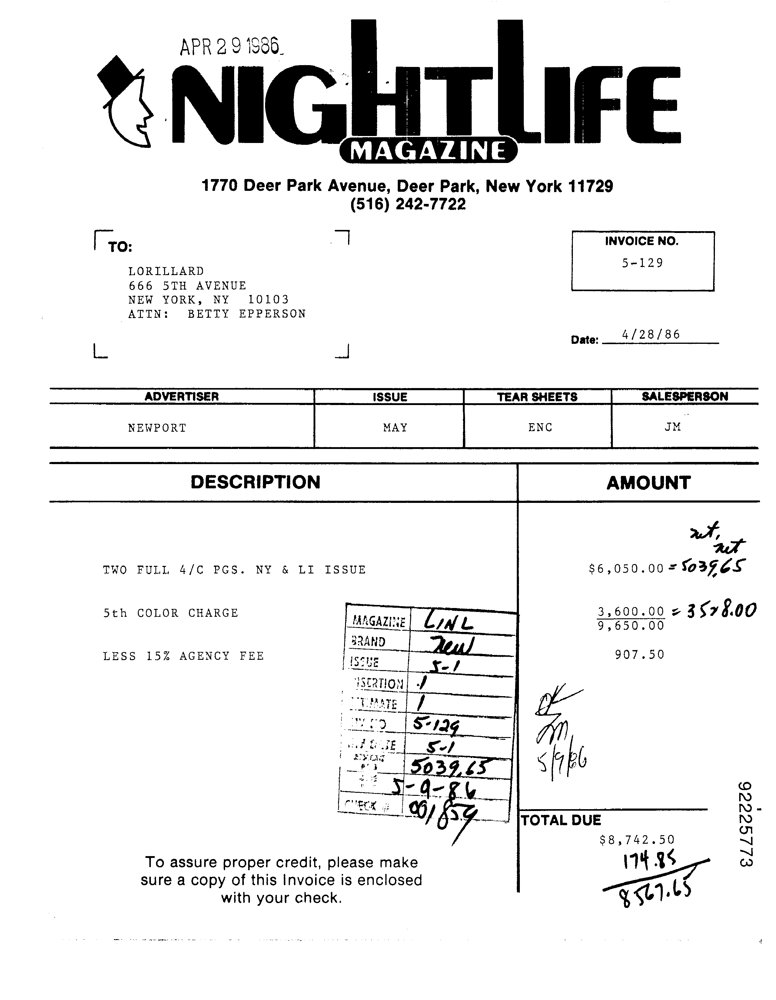 APR 29 1986
NIGHTLIFE
MAGAZINE
1770 Deer Park Avenue, Deer Park, New York 11729
(516) 242-7722
TO:
LORILLARD
666 5TH AVENUE
NEW YORK, NY 10103
ATTN: BETTY EPPERSON
INVOICE NO.
5-129
Date: 4/28/86
ADVERTISER ISSUE TEAR SHEETS SALESPERSON
NEWPORT MAY ENC JM
DESCRIPTION AMOUNT
net,
net
TWO FULL 4/C PGS. NY & LI ISSUE $6,050.00 = 5039.65
5th COLOR CHARGE 3,600.00 = 3528.00
9,650.00
LESS 15% AGENCY FEE 907.50
MAGAZINE LINL
BRAND New
ISSUE 5-1
INSERTION 1
ESTIMATE 1
INV. NO 5-129
INV. DATE 5-1
5039.65
5-9-86
CHECK # 001859
5/9/86
TOTAL DUE
$8,742.50
174.85
8567.65
To assure proper credit, please make
sure a copy of this Invoice is enclosed
with your check.
92225773